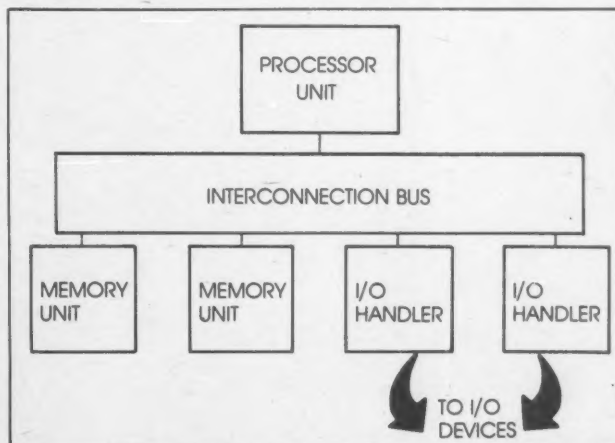 PROCESSOR
UNIT
INTERCONNECTION BUS
MEMORY
UNIT
MEMORY
UNIT
I/O
HANDLER
I/O
HANDLER
TO I/O
DEVICES